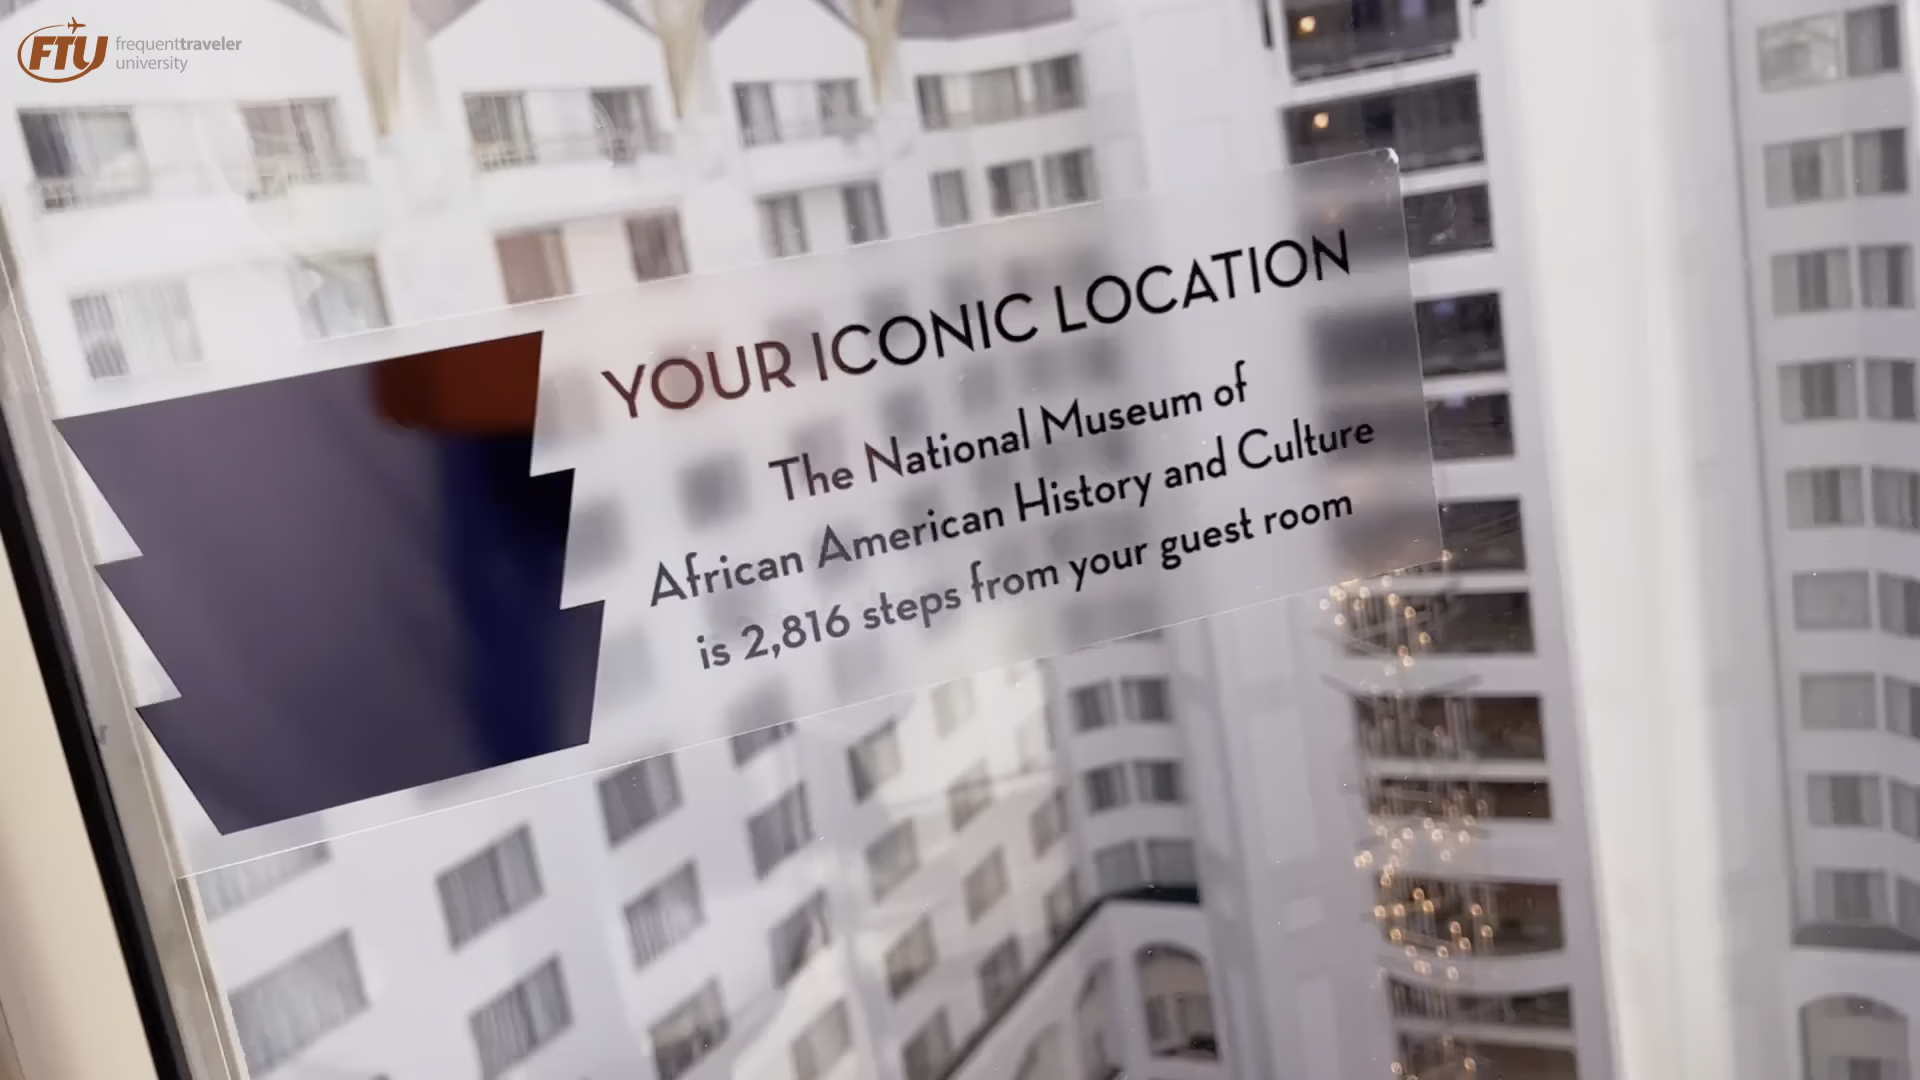 FTU
frequenttraveler
university
YOUR ICONIC LOCATION
The National Museum of
African American History and Culture
is 2,816 steps from your guest room